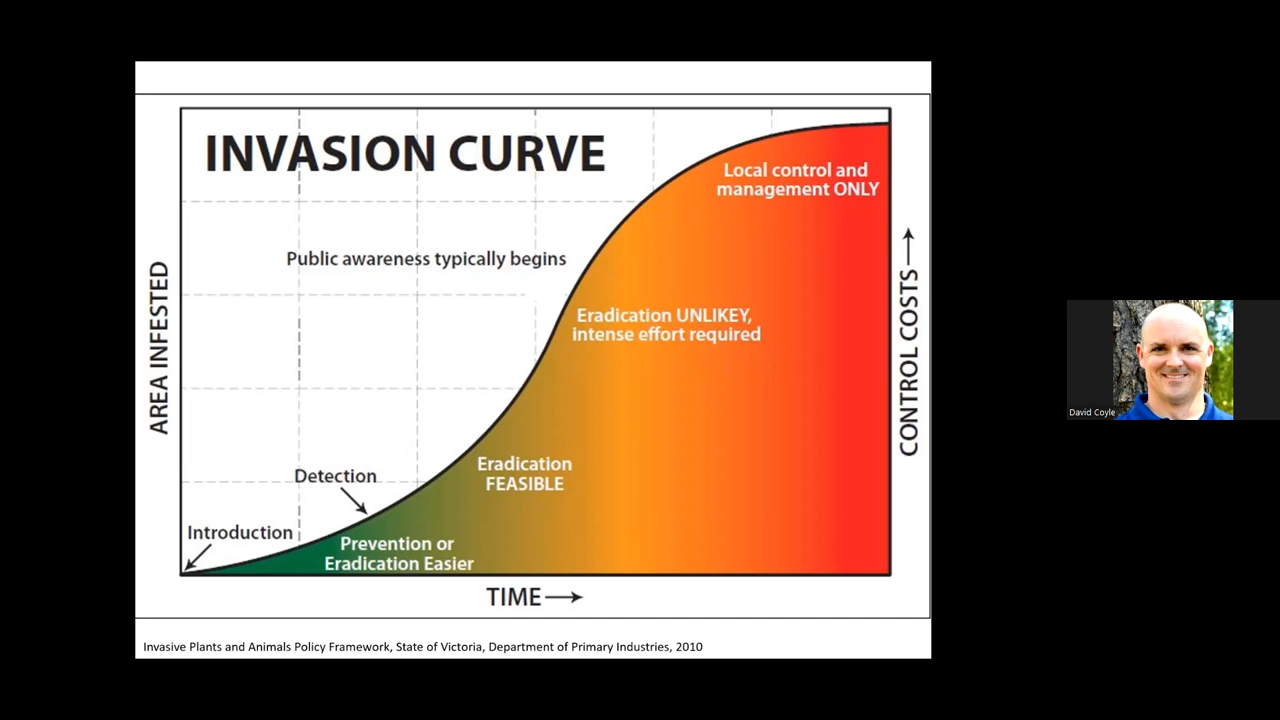 INVASION CURVE
Local control and
management ONLY
Public awareness typically begins
Eradication UNLIKELY,
intense effort required
AREA INFESTED
CONTROL COSTS
Detection
Eradication
FEASIBLE
Introduction
Prevention or
Eradication Easier
TIME
Invasive Plants and Animals Policy Framework, State of Victoria, Department of Primary Industries, 2010
David Coyle